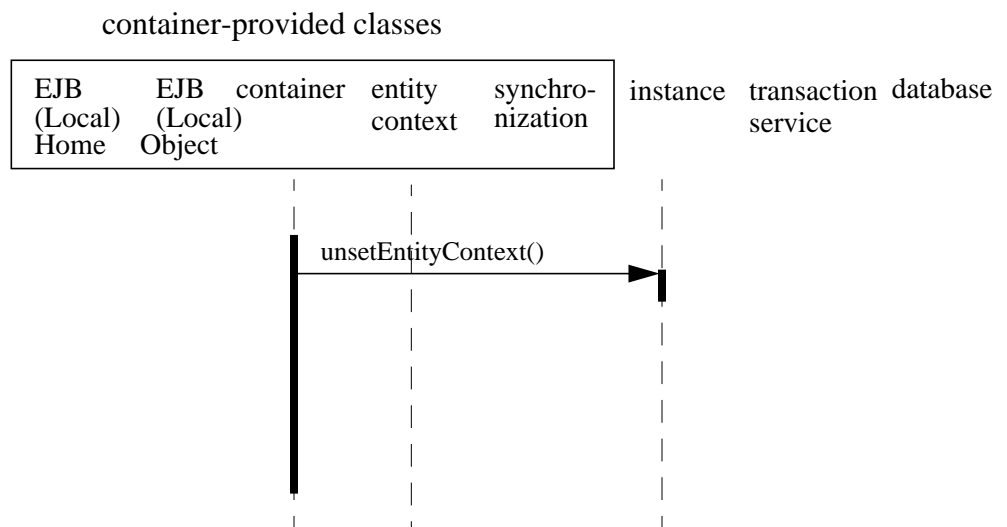 container-provided classes
EJB (Local) Home
EJB (Local) Object
container
entity context
synchro-
nization
instance
transaction service
database
unsetEntityContext()